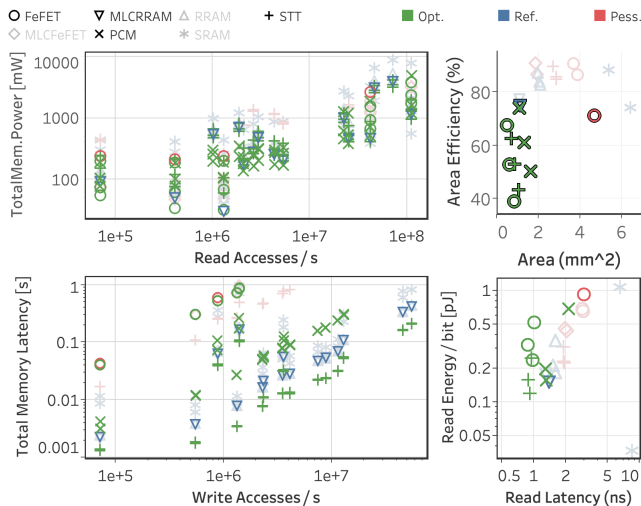 FeFET MLCRRAM RRAM STT Opt. Ref. Pess.
MLCFeFET PCM SRAM
TotalMem.Power [mW]
10000
1000
100
1e+5 1e+6 1e+7 1e+8
Read Accesses / s
Area Efficiency (%)
80
60
40
0 2 4 6
Area (mm^2)
Total Memory Latency [s]
1
0.1
0.01
0.001
1e+5 1e+6 1e+7
Write Accesses / s
Read Energy / bit [pJ]
1
0.5
0.2
0.1
0.05
0.5 1 2 5 10
Read Latency (ns)